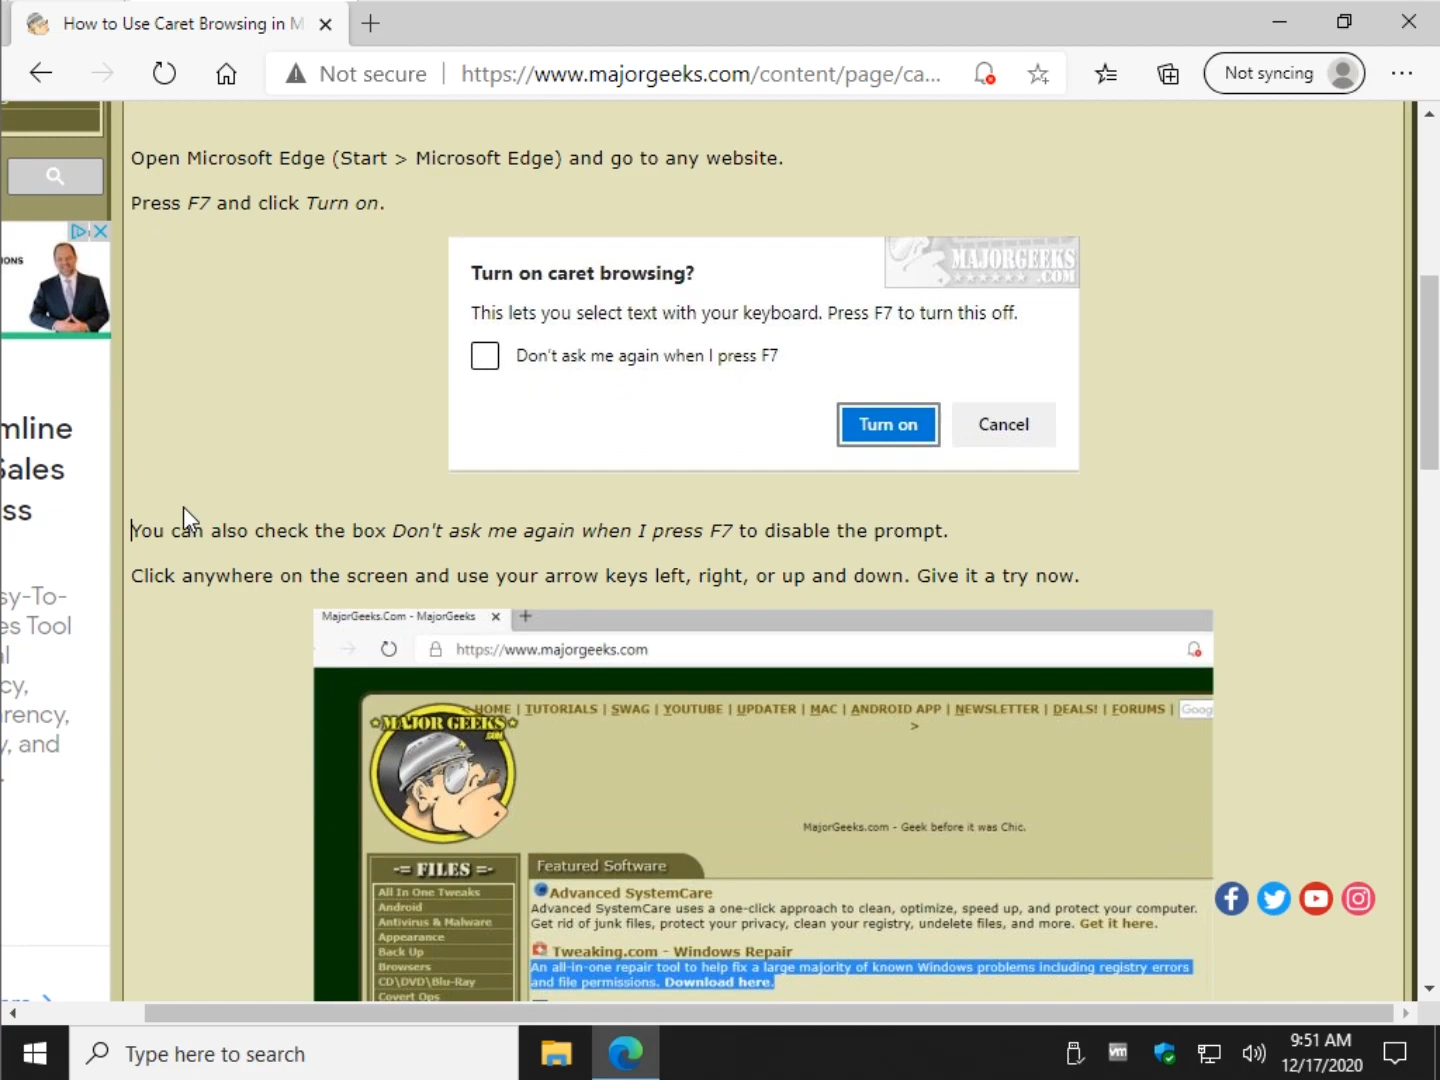 How to Use Caret Browsing in M
Not syncing
Not secure
https://www.majorgeeks.com/content/page/ca...
Open Microsoft Edge (Start > Microsoft Edge) and go to any website.
Press F7 and click Turn on.
IONS
MAJORGEEKS
.COM
Turn on caret browsing?
This lets you select text with your keyboard. Press F7 to turn this off.
Don't ask me again when I press F7
Turn on
Cancel
mline
Sales
ss
You can also check the box Don't ask me again when I press F7 to disable the prompt.
Click anywhere on the screen and use your arrow keys left, right, or up and down. Give it a try now.
sy-To-
es Tool
al
cy,
rency,
y, and
MajorGeeks.Com - MajorGeeks
https://www.majorgeeks.com
< HOME | TUTORIALS | SWAG | YOUTUBE | UPDATER | MAC | ANDROID APP | NEWSLETTER | DEALS! | FORUMS |
Goog
>
MAJOR GEEKS
.COM
MajorGeeks.com - Geek before it was Chic.
-= FILES =-
All In One Tweaks
Android
Antivirus & Malware
Appearance
Back Up
Browsers
CD\DVD\Blu-Ray
Covert Ops
Featured Software
Advanced SystemCare
Advanced SystemCare uses a one-click approach to clean, optimize, speed up, and protect your computer.
Get rid of junk files, protect your privacy, clean your registry, undelete files, and more. Get it here.
Tweaking.com - Windows Repair
An all-in-one repair tool to help fix a large majority of known Windows problems including registry errors
and file permissions. Download here.
Type here to search
vm
9:51 AM
12/17/2020